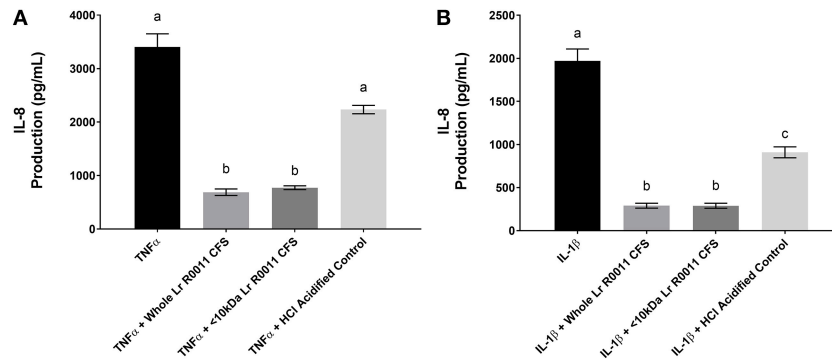 A
IL-8
Production (pg/mL)
4000
3000
2000
1000
0
a
b
b
a
TNFα
TNFα + Whole Lr R0011 CFS
TNFα + <10kDa Lr R0011 CFS
TNFα + HCl Acidified Control
B
IL-8
Production (pg/mL)
2500
2000
1500
1000
500
0
a
b
b
c
IL-1β
IL-1β + Whole Lr R0011 CFS
IL-1β + <10kDa Lr R0011 CFS
IL-1β + HCl Acidified Control